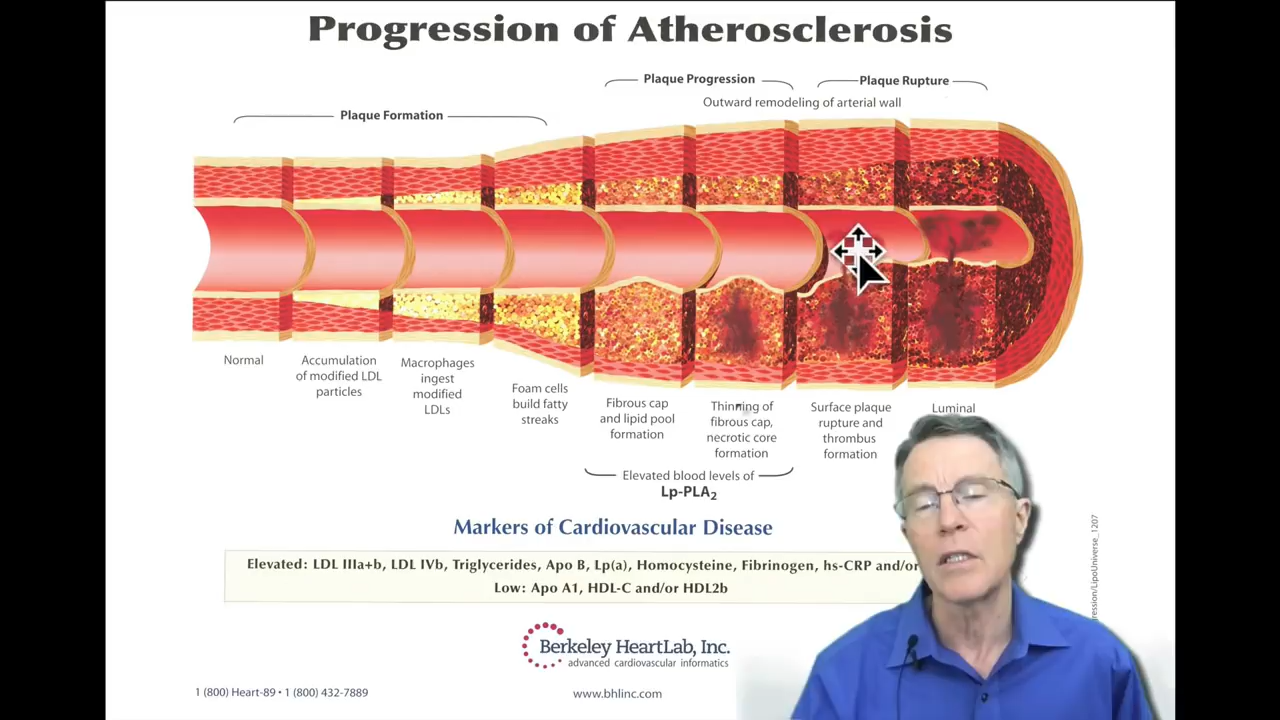 Progression of Atherosclerosis
Plaque Formation
Plaque Progression
Plaque Rupture
Outward remodeling of arterial wall
Normal
Accumulation
of modified LDL
particles
Macrophages
ingest
modified
LDLs
Foam cells
build fatty
streaks
Fibrous cap
and lipid pool
formation
Thinning of
fibrous cap,
necrotic core
formation
Surface plaque
rupture and
thrombus
formation
Luminal
Elevated blood levels of
Lp-PLA2
Markers of Cardiovascular Disease
Elevated: LDL IIIa+b, LDL IVb, Triglycerides, Apo B, Lp(a), Homocysteine, Fibrinogen, hs-CRP and/or
Low: Apo A1, HDL-C and/or HDL2b
Berkeley HeartLab, Inc.
advanced cardiovascular informatics
1 (800) Heart-89 • 1 (800) 432-7889
www.bhlinc.com
ression/LipoUniverse_1207